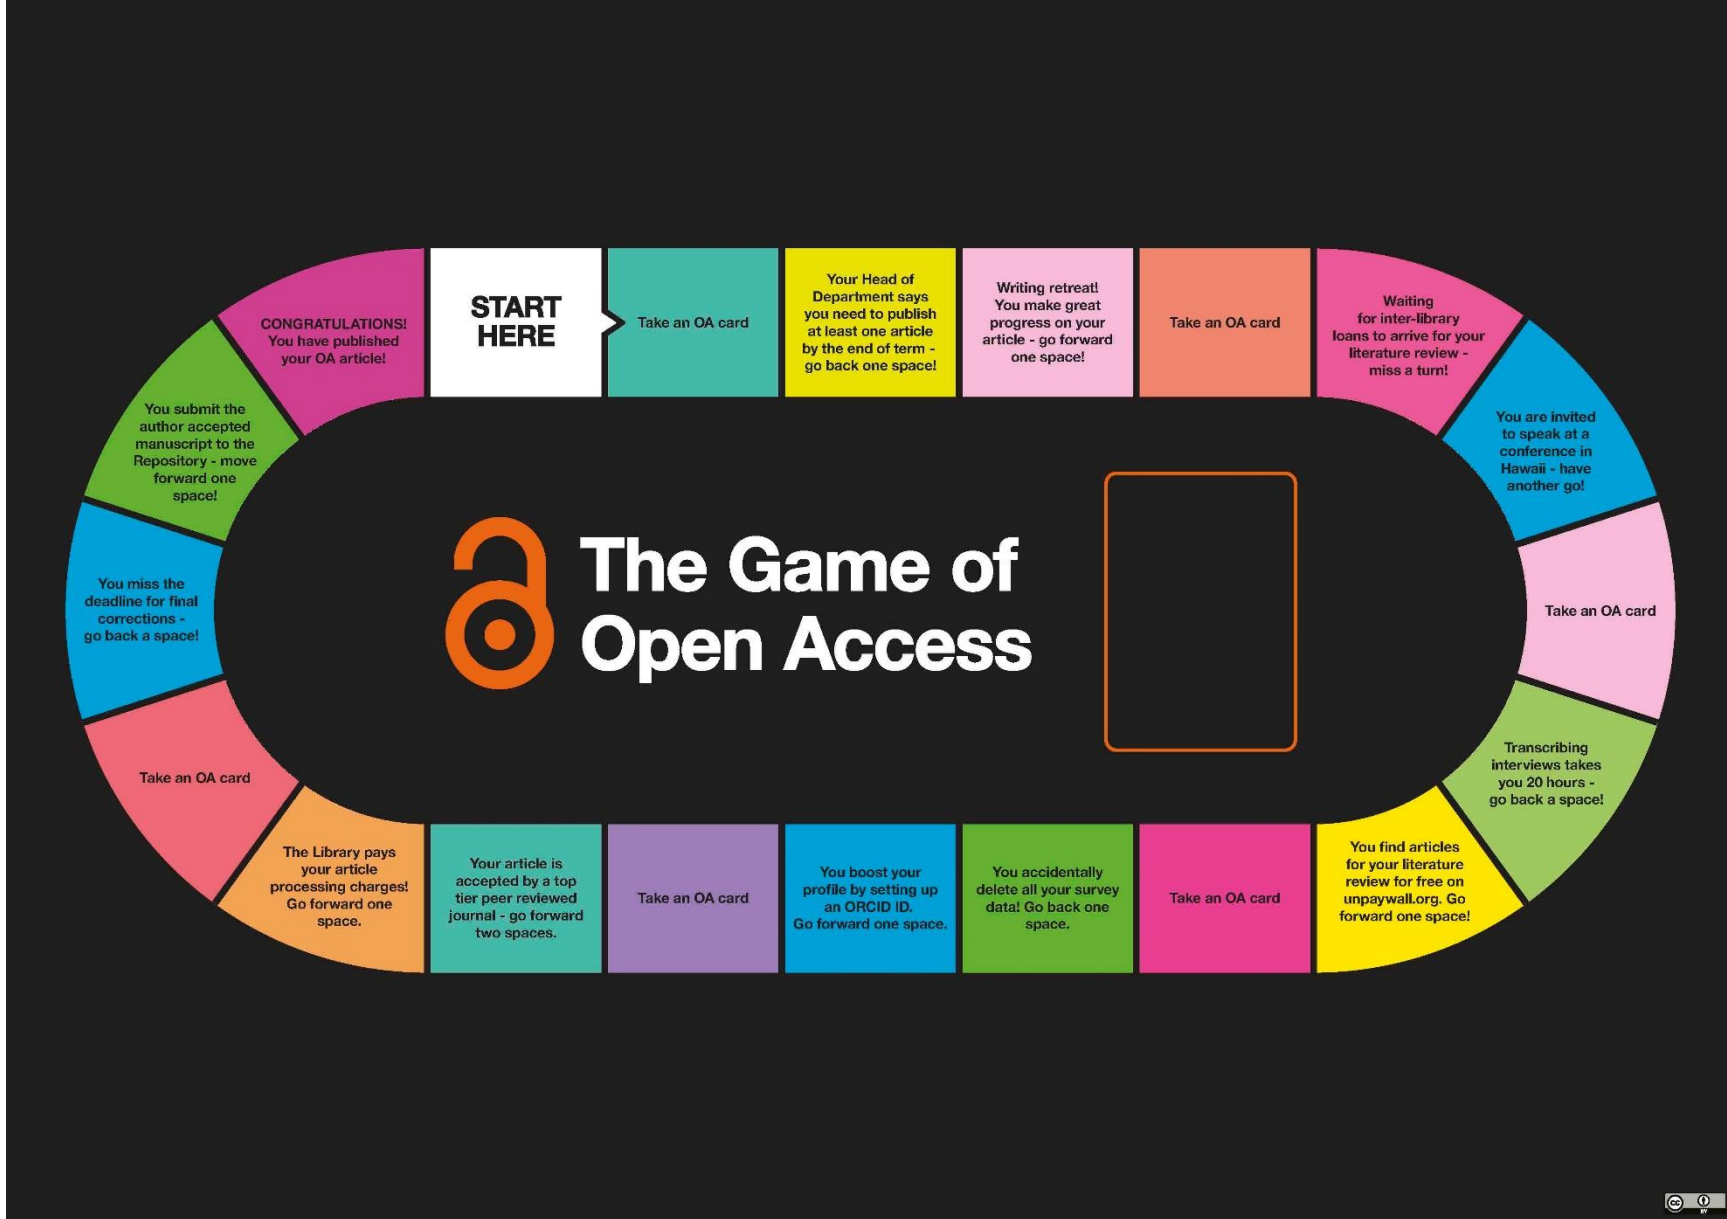 START
HERE
Take an OA card
Your Head of
Department says
you need to publish
at least one article
by the end of term -
go back one space!
Writing retreat!
You make great
progress on your
article - go forward
one space!
Take an OA card
Waiting
for inter-library
loans to arrive for your
literature review -
miss a turn!
You are invited
to speak at a
conference in
Hawaii - have
another go!
Take an OA card
Transcribing
interviews takes
you 20 hours -
go back a space!
You find articles
for your literature
review for free on
unpaywall.org. Go
forward one space!
Take an OA card
You accidentally
delete all your survey
data! Go back one
space.
You boost your
profile by setting up
an ORCID ID.
Go forward one space.
Take an OA card
Your article is
accepted by a top
tier peer reviewed
journal - go forward
two spaces.
The Library pays
your article
processing charges!
Go forward one
space.
Take an OA card
You miss the
deadline for final
corrections -
go back a space!
You submit the
author accepted
manuscript to the
Repository - move
forward one
space!
CONGRATULATIONS!
You have published
your OA article!
The Game of
Open Access
cc
BY